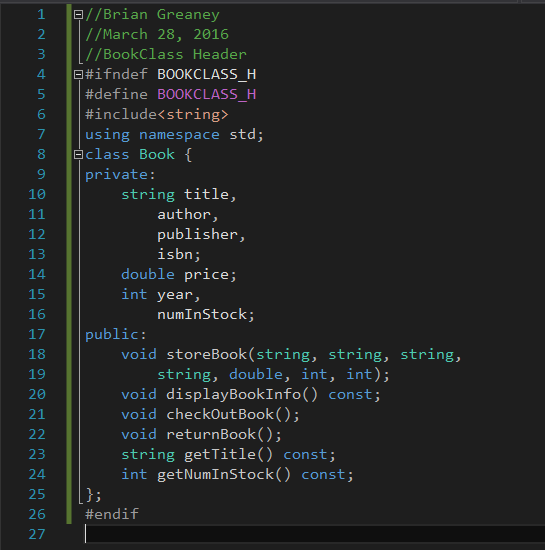 1 //Brian Greaney
2 //March 28, 2016
3 //BookClass Header
4 #ifndef BOOKCLASS_H
5 #define BOOKCLASS_H
6 #include<string>
7 using namespace std;
8 class Book {
9 private:
10     string title,
11         author,
12         publisher,
13         isbn;
14     double price;
15     int year,
16         numInStock;
17 public:
18     void storeBook(string, string, string,
19         string, double, int, int);
20     void displayBookInfo() const;
21     void checkOutBook();
22     void returnBook();
23     string getTitle() const;
24     int getNumInStock() const;
25 };
26 #endif
27